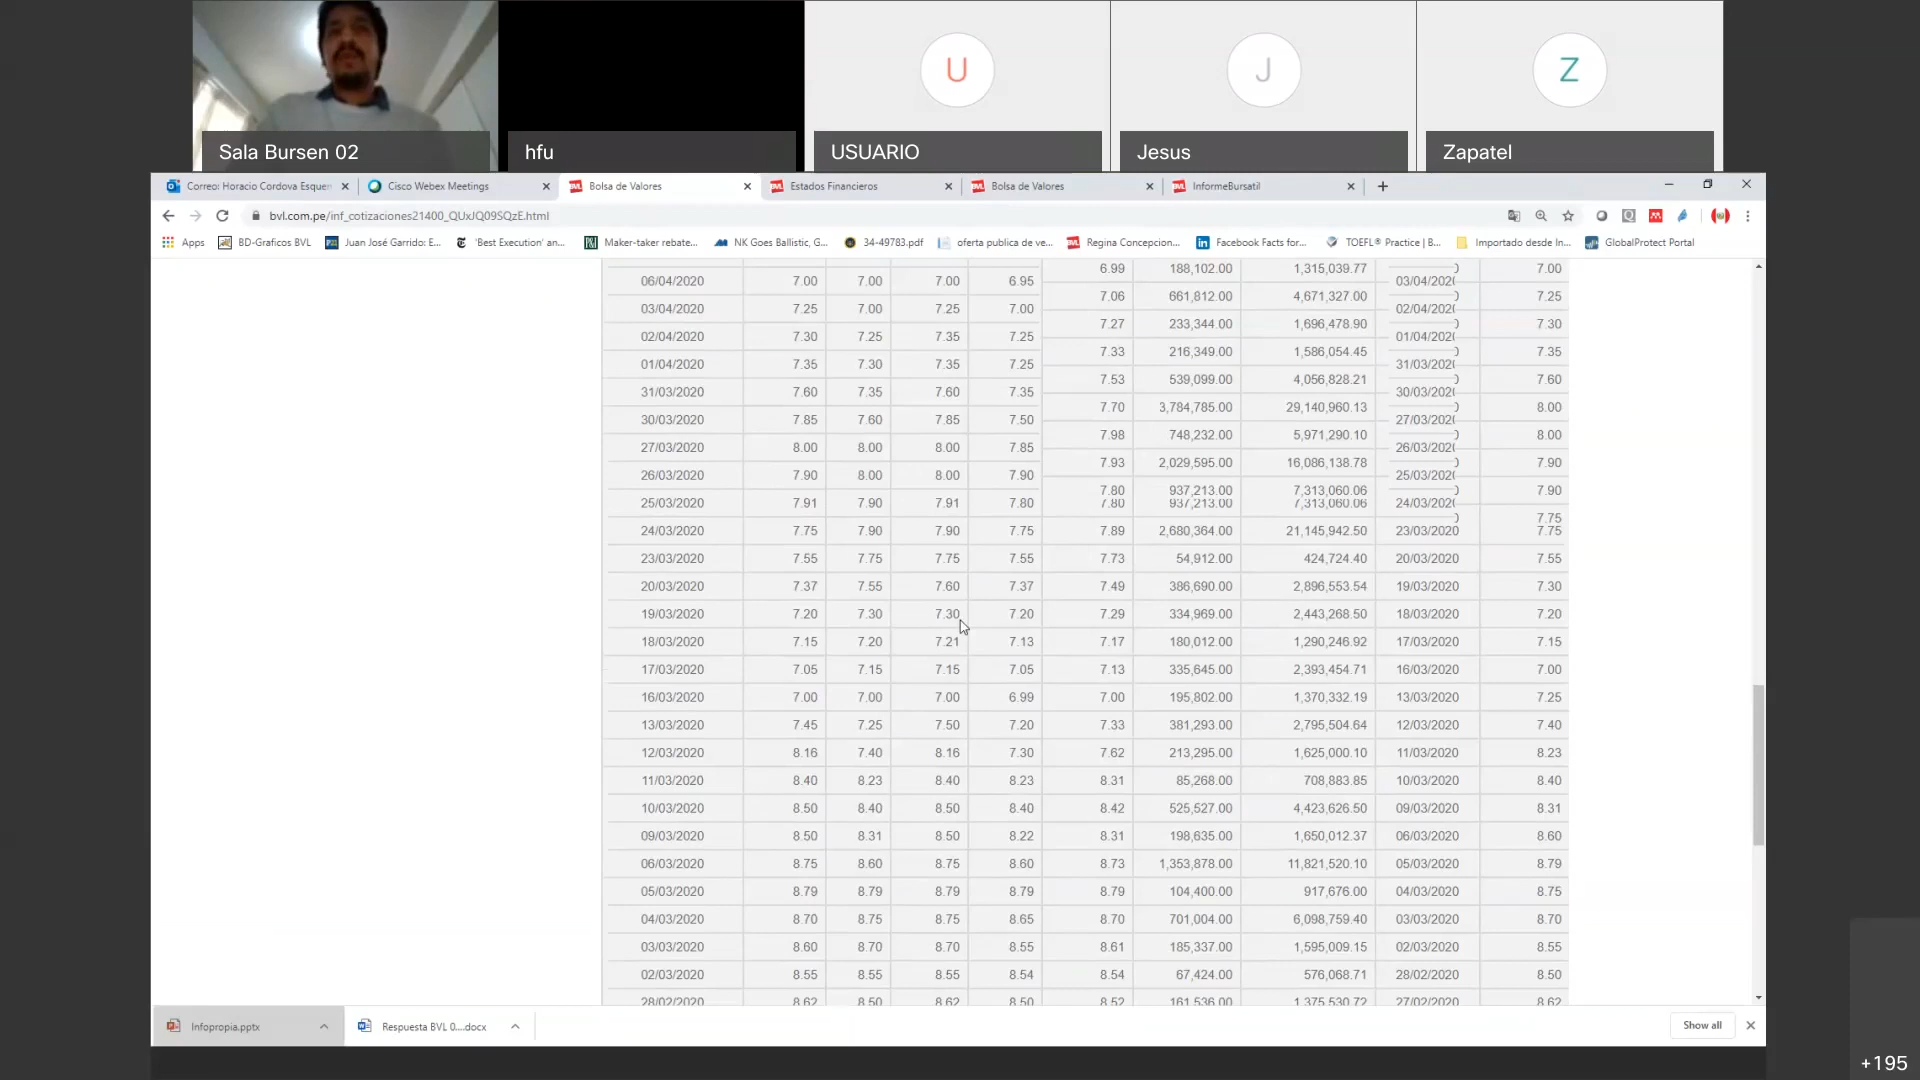 U
J
Z
Sala Bursen 02
hfu
USUARIO
Jesus
Zapatel
Correo: Horacio Cordova Esquen
Cisco Webex Meetings
Bolsa de Valores
Estados Financieros
Bolsa de Valores
InformeBursatil
bvl.com.pe/inf_cotizaciones21400_QUxJQ09SQzE.html
Apps
BD-Graficos BVL
Juan José Garrido: E...
'Best Execution' an...
Maker-taker rebate...
NK Goes Ballistic, G...
34-49783.pdf
oferta publica de ve...
Regina Concepcion...
Facebook Facts for...
TOEFL® Practice | B...
Importado desde In...
GlobalProtect Portal
6.99 188,102.00 1,315,039.77 7.00
06/04/2020 7.00 7.00 7.00 6.95 03/04/2020
7.06 661,812.00 4,671,327.00 7.25
03/04/2020 7.25 7.00 7.25 7.00 02/04/2020
7.27 233,344.00 1,696,478.90 7.30
02/04/2020 7.30 7.25 7.35 7.25 01/04/2020
7.33 216,349.00 1,586,054.45 7.35
01/04/2020 7.35 7.30 7.35 7.25 31/03/2020
7.53 539,099.00 4,056,828.21 7.60
31/03/2020 7.60 7.35 7.60 7.35 30/03/2020
7.70 3,784,785.00 29,140,960.13 8.00
30/03/2020 7.85 7.60 7.85 7.50 27/03/2020
7.98 748,232.00 5,971,290.10 8.00
27/03/2020 8.00 8.00 8.00 7.85 26/03/2020
7.93 2,029,595.00 16,086,138.78 7.90
26/03/2020 7.90 8.00 8.00 7.90 25/03/2020
7.80 937,213.00 7,313,060.06 7.90
25/03/2020 7.91 7.90 7.91 7.80 7.80 937,213.00 7,313,060.06 24/03/2020
7.75
24/03/2020 7.75 7.90 7.90 7.75 7.89 2,680,364.00 21,145,942.50 23/03/2020 7.75
23/03/2020 7.55 7.75 7.75 7.55 7.73 54,912.00 424,724.40 20/03/2020 7.55
20/03/2020 7.37 7.55 7.60 7.37 7.49 386,690.00 2,896,553.54 19/03/2020 7.30
19/03/2020 7.20 7.30 7.30 7.20 7.29 334,969.00 2,443,268.50 18/03/2020 7.20
18/03/2020 7.15 7.20 7.21 7.13 7.17 180,012.00 1,290,246.92 17/03/2020 7.15
17/03/2020 7.05 7.15 7.15 7.05 7.13 335,645.00 2,393,454.71 16/03/2020 7.00
16/03/2020 7.00 7.00 7.00 6.99 7.00 195,802.00 1,370,332.19 13/03/2020 7.25
13/03/2020 7.45 7.25 7.50 7.20 7.33 381,293.00 2,795,504.64 12/03/2020 7.40
12/03/2020 8.16 7.40 8.16 7.30 7.62 213,295.00 1,625,000.10 11/03/2020 8.23
11/03/2020 8.40 8.23 8.40 8.23 8.31 85,268.00 708,883.85 10/03/2020 8.40
10/03/2020 8.50 8.40 8.50 8.40 8.42 525,527.00 4,423,626.50 09/03/2020 8.31
09/03/2020 8.50 8.31 8.50 8.22 8.31 198,635.00 1,650,012.37 06/03/2020 8.60
06/03/2020 8.75 8.60 8.75 8.60 8.73 1,353,878.00 11,821,520.10 05/03/2020 8.79
05/03/2020 8.79 8.79 8.79 8.79 8.79 104,400.00 917,676.00 04/03/2020 8.75
04/03/2020 8.70 8.75 8.75 8.65 8.70 701,004.00 6,098,759.40 03/03/2020 8.70
03/03/2020 8.60 8.70 8.70 8.55 8.61 185,337.00 1,595,009.15 02/03/2020 8.55
02/03/2020 8.55 8.55 8.55 8.54 8.54 67,424.00 576,068.71 28/02/2020 8.50
28/02/2020 8.62 8.50 8.62 8.50 8.52 161,536.00 1,375,530.72 27/02/2020 8.62
Infopropia.pptx
Respuesta BVL 0....docx
Show all
+195